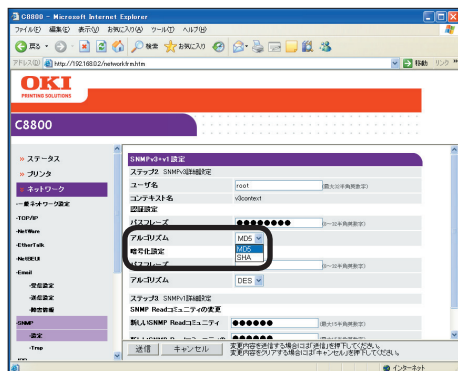 C8800 - Microsoft Internet Explorer
ファイル(F) 編集(E) 表示(V) お気に入り(A) ツール(T) ヘルプ(H)
戻る 検索 お気に入り
アドレス(D) http://192.168.0.2/networkfrm.htm 移動 リンク »
OKI
PRINTING SOLUTIONS
C8800
» ステータス
» プリンタ
» ネットワーク
一般ネットワーク設定
-TCP/IP
-NetWare
-EtherTalk
-NetBEUI
-Email
-受信設定
-送信設定
-障害情報
-SNMP
-設定
-Trap
SNMPv3+v1 設定
ステップ2 SNMPv3詳細設定
ユーザ名 root (最大32半角英数字)
コンテキスト名 v3context
認証設定
パスフレーズ ●●●●●●●● (8~32半角英数字)
アルゴリズム MD5
MD5
SHA
暗号化設定
パスフレーズ (8~32半角英数字)
アルゴリズム DES
ステップ3 SNMPv1詳細設定
SNMP Readコミュニティの変更
新しいSNMP Readコミュニティ ●●●●●● (最大15半角英数字)
送信 キャンセル 変更内容を送信する場合には「送信」を押下してください。
変更内容をクリアする場合には「キャンセル」を押下してください。
インターネット